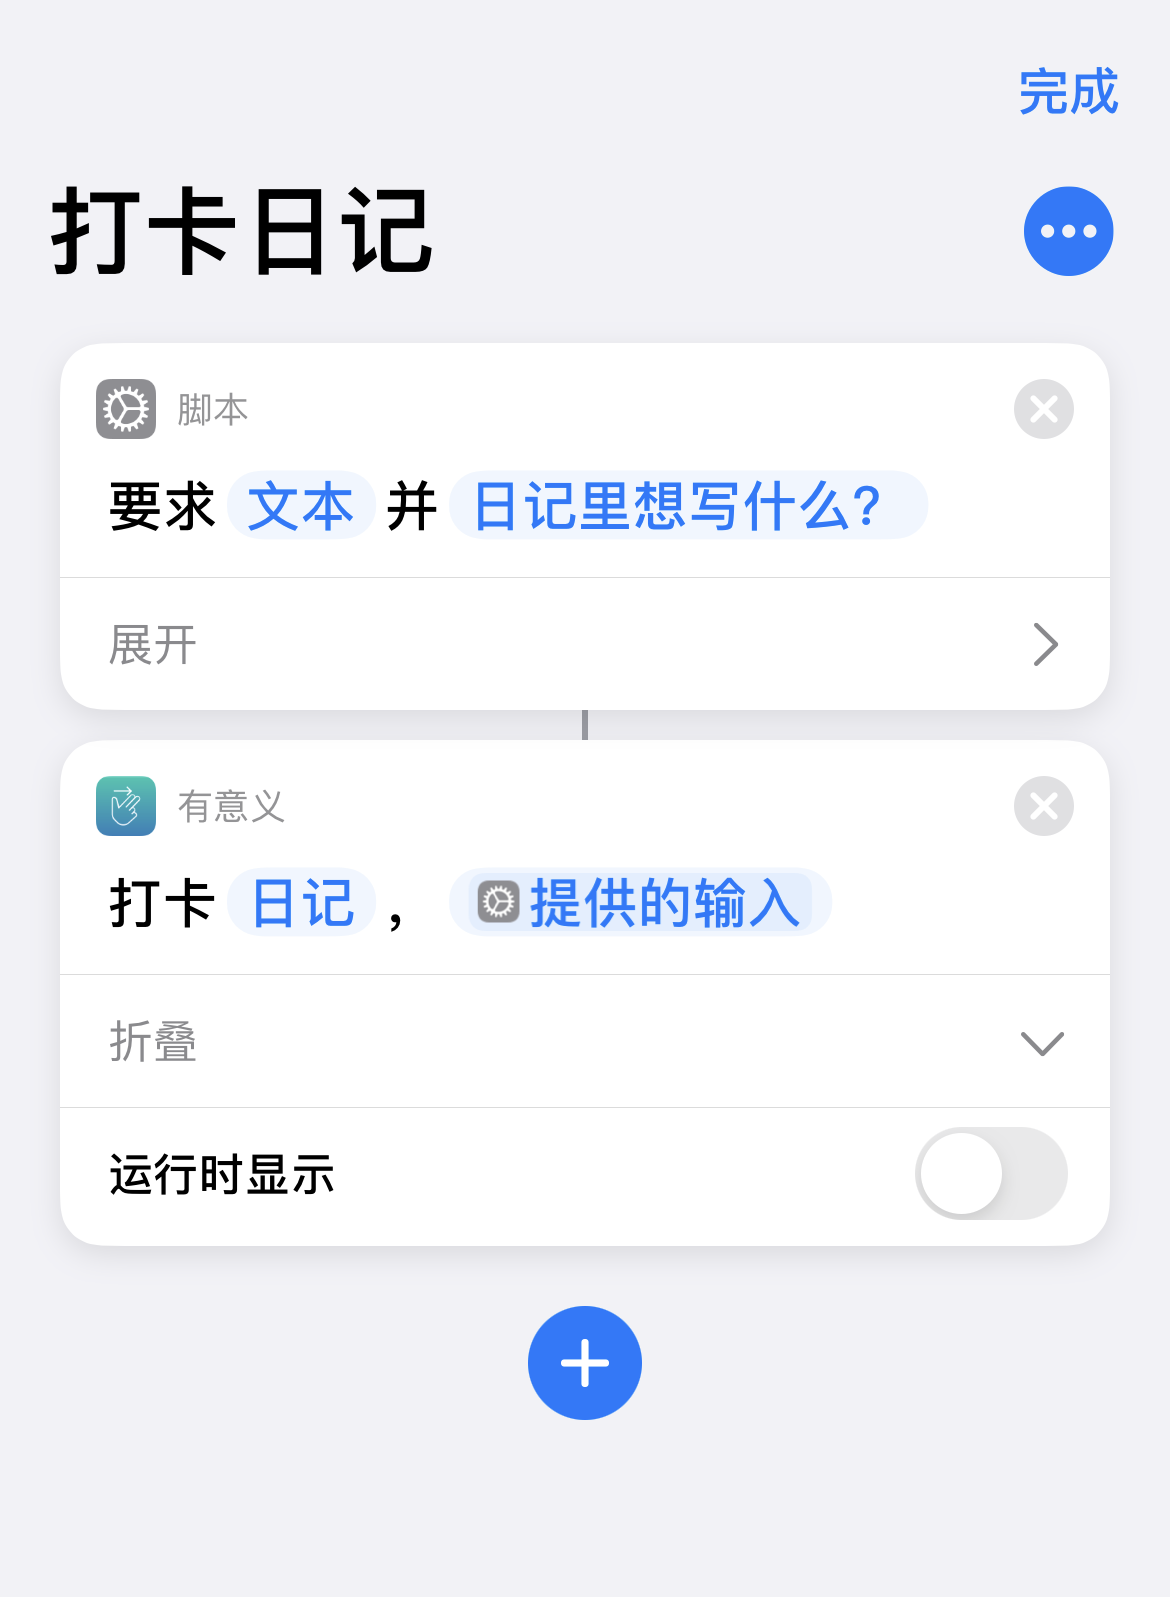 完成
打卡日记
脚本
要求 文本 并 日记里想写什么?
展开
有意义
打卡 日记 , 提供的输入
折叠
运行时显示